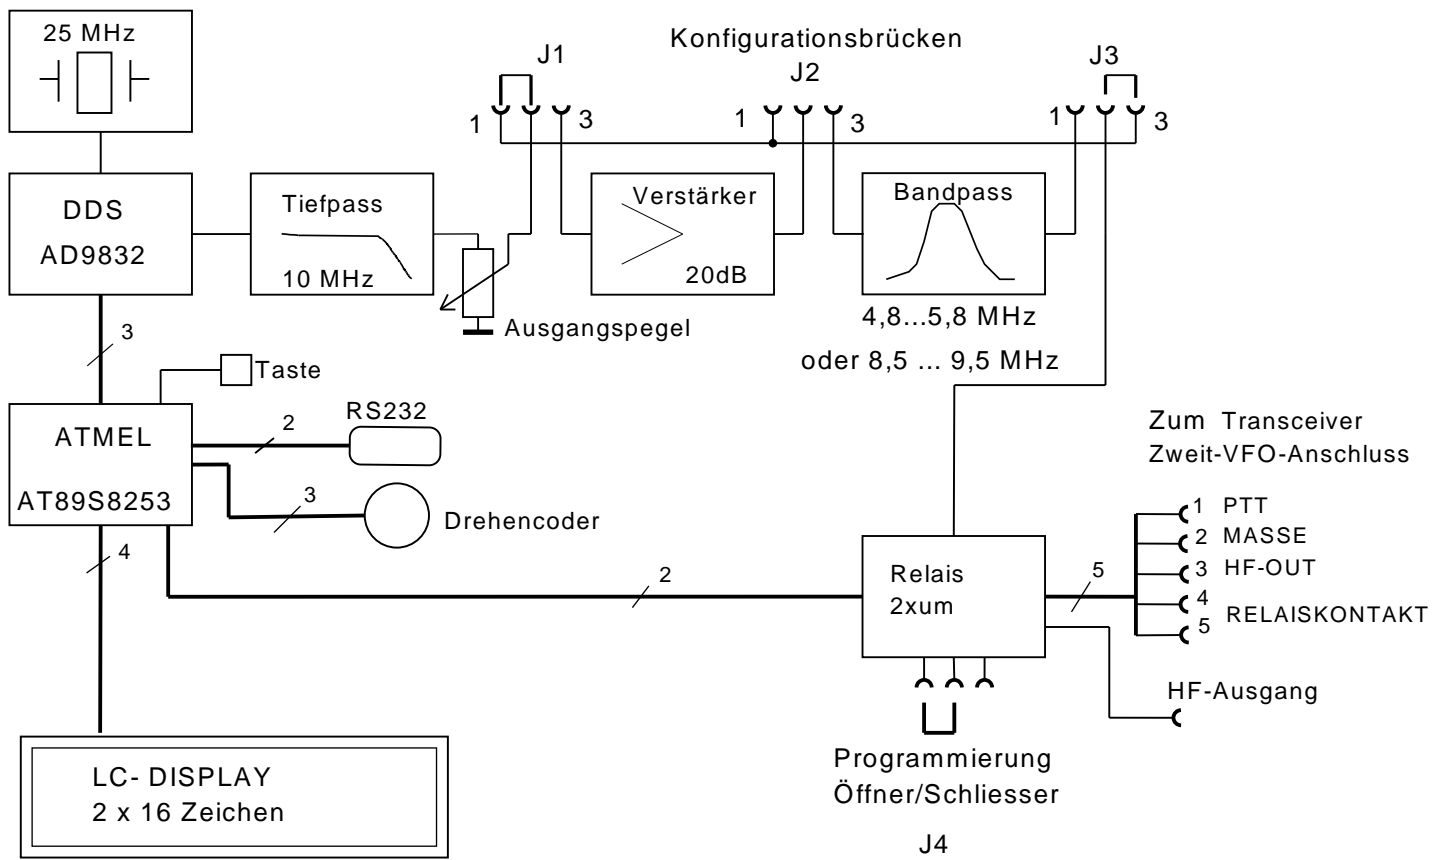 25 MHz
Konfigurationsbrücken
J1
J2
J3
1
3
1
3
1
3
DDS
AD9832
Tiefpass
10 MHz
Verstärker
20dB
Bandpass
4,8...5,8 MHz
oder 8,5 ... 9,5 MHz
Ausgangspegel
3
Taste
ATMEL
AT89S8253
2
RS232
3
Drehencoder
4
2
Relais
2xum
5
Zum Transceiver
Zweit-VFO-Anschluss
1 PTT
2 MASSE
3 HF-OUT
4
5
RELAISKONTAKT
HF-Ausgang
Programmierung
Öffner/Schliesser
J4
LC- DISPLAY
2 x 16 Zeichen